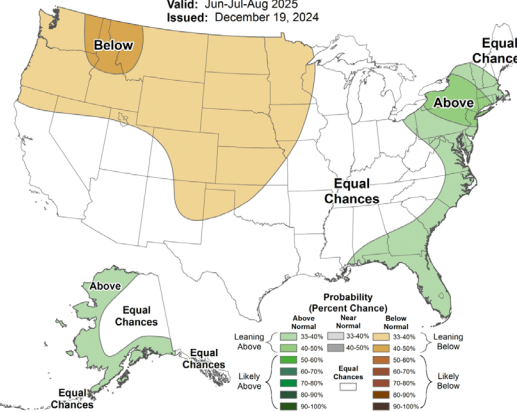 Valid: Jun-Jul-Aug 2025
Issued: December 19, 2024
Below
Equal
Chances
Above
Equal
Chances
Above
Equal
Chances
Equal
Chances
Equal
Chances
Probability
(Percent Chance)
Above Normal
Near Normal
Below Normal
Leaning Above
33-40%
33-40%
33-40%
Leaning Below
40-50%
40-50%
40-50%
50-60%
50-60%
60-70%
Equal Chances
60-70%
Likely Above
70-80%
70-80%
Likely Below
80-90%
80-90%
90-100%
90-100%